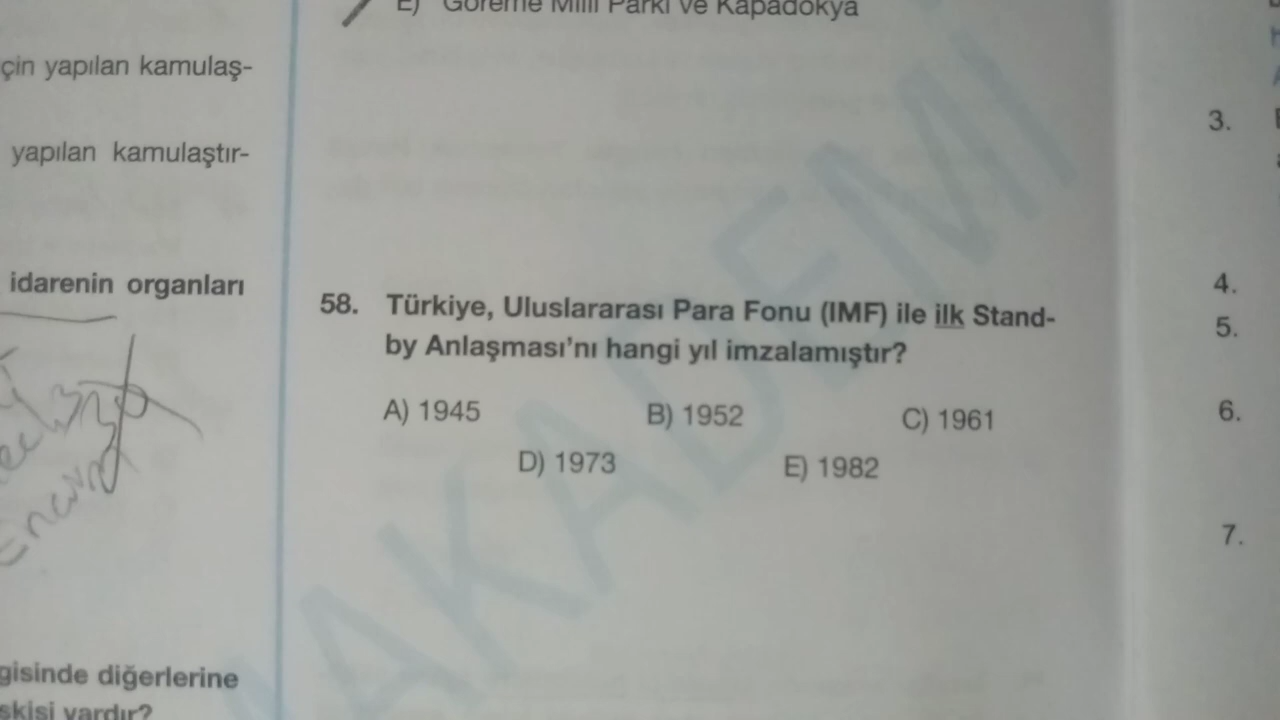 E) Göreme Milli Parkı ve Kapadokya
çin yapılan kamulaş-
yapılan kamulaştır-
idarenin organları
gisinde diğerlerine
skisi vardır?
58. Türkiye, Uluslararası Para Fonu (IMF) ile ilk Stand-
by Anlaşması'nı hangi yıl imzalamıştır?
A) 1945 B) 1952 C) 1961
D) 1973 E) 1982
AKADEMİ
3.
4.
5.
6.
7.